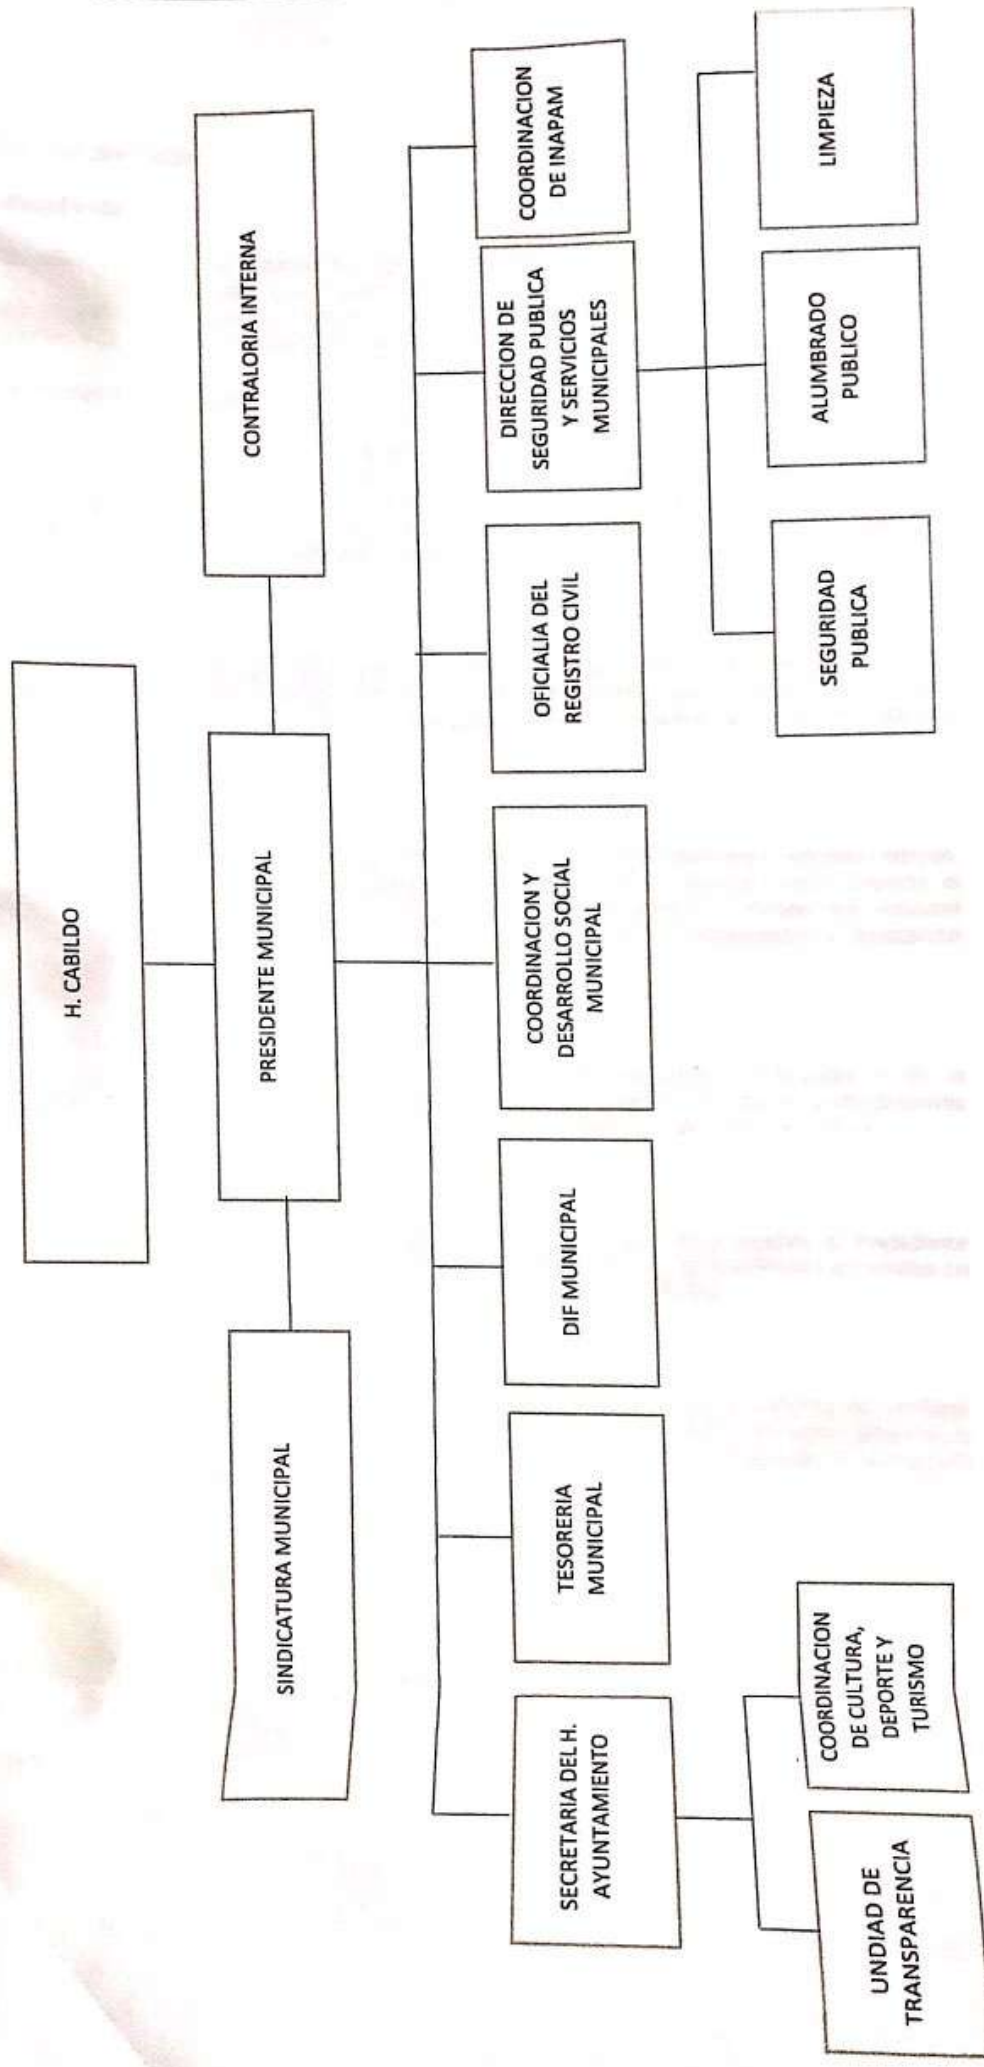 H. CABILDO
SINDICATURA MUNICIPAL
PRESIDENTE MUNICIPAL
CONTRALORIA INTERNA
SECRETARIA DEL H.
AYUNTAMIENTO
TESORERIA
MUNICIPAL
DIF MUNICIPAL
COORDINACION Y
DESARROLLO SOCIAL
MUNICIPAL
OFICIALIA DEL
REGISTRO CIVIL
DIRECCION DE
SEGURIDAD PUBLICA
Y SERVICIOS
MUNICIPALES
COORDINACION
DE INAPAM
UNDIAD DE
TRANSPARENCIA
COORDINACION
DE CULTURA,
DEPORTE Y
TURISMO
SEGURIDAD
PUBLICA
ALUMBRADO
PUBLICO
LIMPIEZA